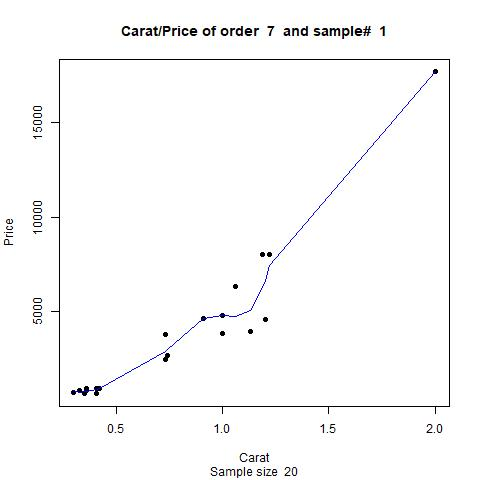 Carat/Price of order 7 and sample# 1
Price
15000
10000
5000
0.5 1.0 1.5 2.0
Carat
Sample size 20